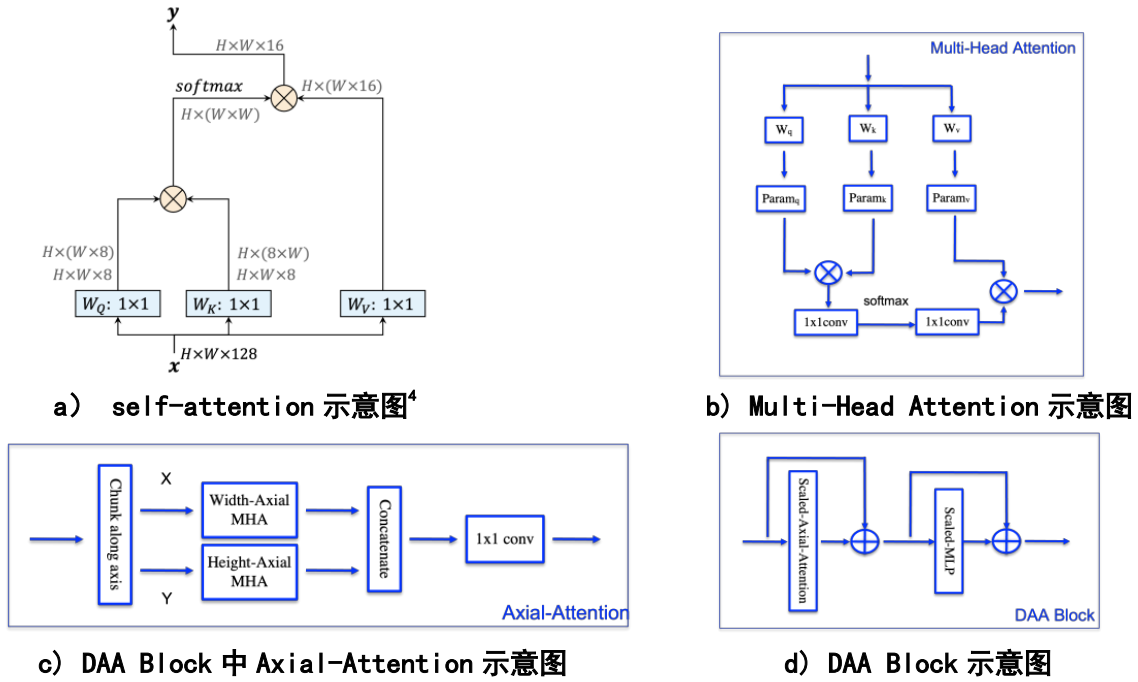 y
H×W×16
softmax
H×(W×16)
H×(W×W)
H×(W×8)
H×W×8
H×(8×W)
H×W×8
W_Q: 1×1
W_K: 1×1
W_V: 1×1
H×W×128
x
a） self-attention 示意图⁴
Multi-Head Attention
Wq
Wk
Wv
Paramq
Paramk
Paramv
softmax
1x1conv
1x1conv
b) Multi-Head Attention 示意图
Chunk along axis
X
Y
Width-Axial
MHA
Height-Axial
MHA
Concatenate
1x1 conv
Axial-Attention
c) DAA Block 中 Axial-Attention 示意图
Scaled-Axial-Attention
Scaled-MLP
DAA Block
d) DAA Block 示意图